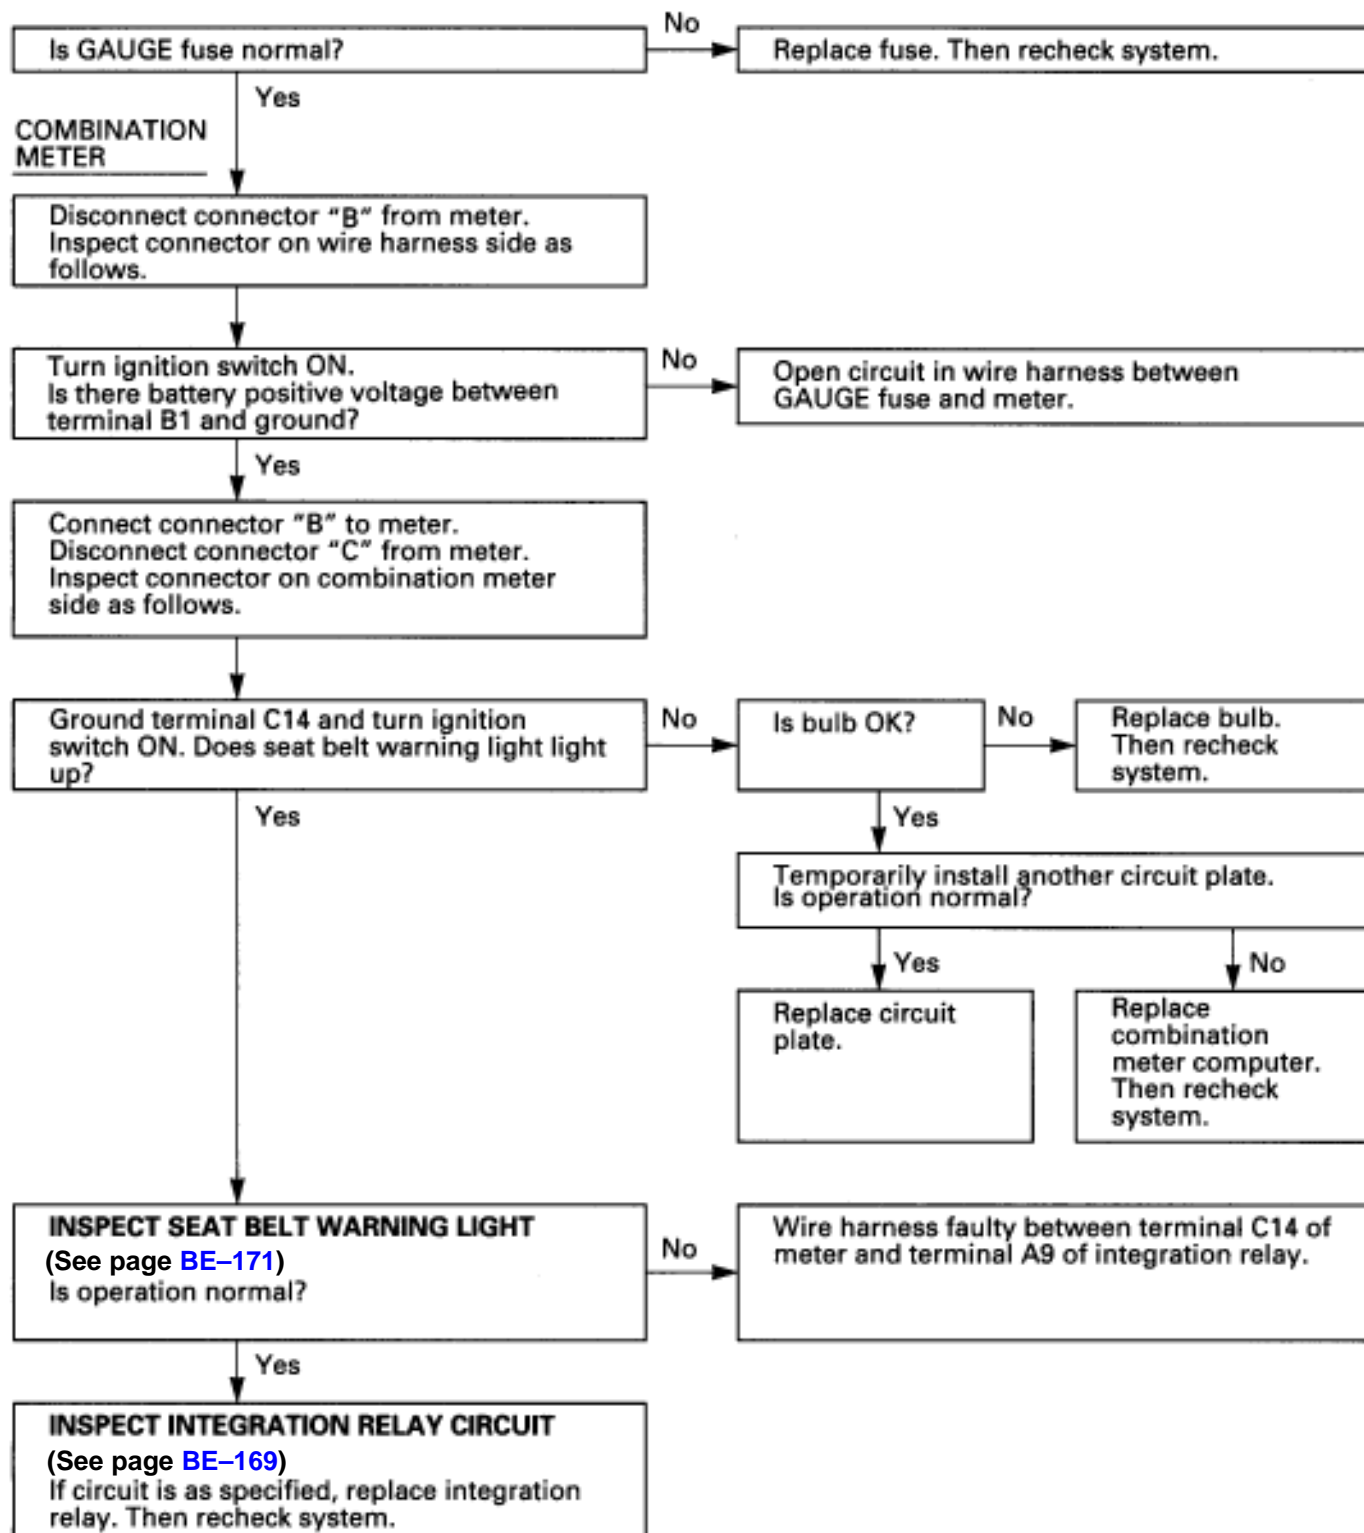 Is GAUGE fuse normal?
No
Replace fuse. Then recheck system.
Yes
COMBINATION
METER
Disconnect connector "B" from meter.
Inspect connector on wire harness side as
follows.
Turn ignition switch ON.
Is there battery positive voltage between
terminal B1 and ground?
No
Open circuit in wire harness between
GAUGE fuse and meter.
Yes
Connect connector "B" to meter.
Disconnect connector "C" from meter.
Inspect connector on combination meter
side as follows.
Ground terminal C14 and turn ignition
switch ON. Does seat belt warning light light
up?
No
Is bulb OK?
No
Replace bulb.
Then recheck
system.
Yes
Yes
Temporarily install another circuit plate.
Is operation normal?
Yes
No
Replace circuit
plate.
Replace
combination
meter computer.
Then recheck
system.
INSPECT SEAT BELT WARNING LIGHT
(See page BE–171)
Is operation normal?
No
Wire harness faulty between terminal C14 of
meter and terminal A9 of integration relay.
Yes
INSPECT INTEGRATION RELAY CIRCUIT
(See page BE–169)
If circuit is as specified, replace integration
relay. Then recheck system.